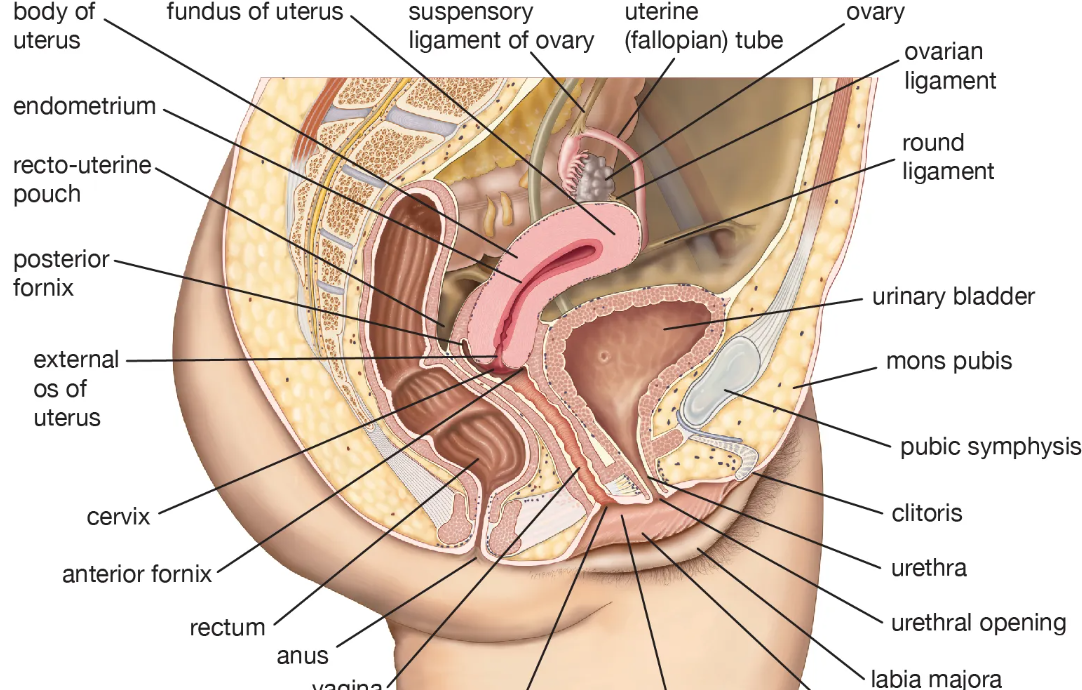 body of
uterus
fundus of uterus
suspensory
ligament of ovary
uterine
(fallopian) tube
ovary
ovarian
ligament
endometrium
recto-uterine
pouch
round
ligament
posterior
fornix
urinary bladder
external
os of
uterus
mons pubis
pubic symphysis
cervix
clitoris
anterior fornix
urethra
rectum
urethral opening
anus
labia majora
vagina